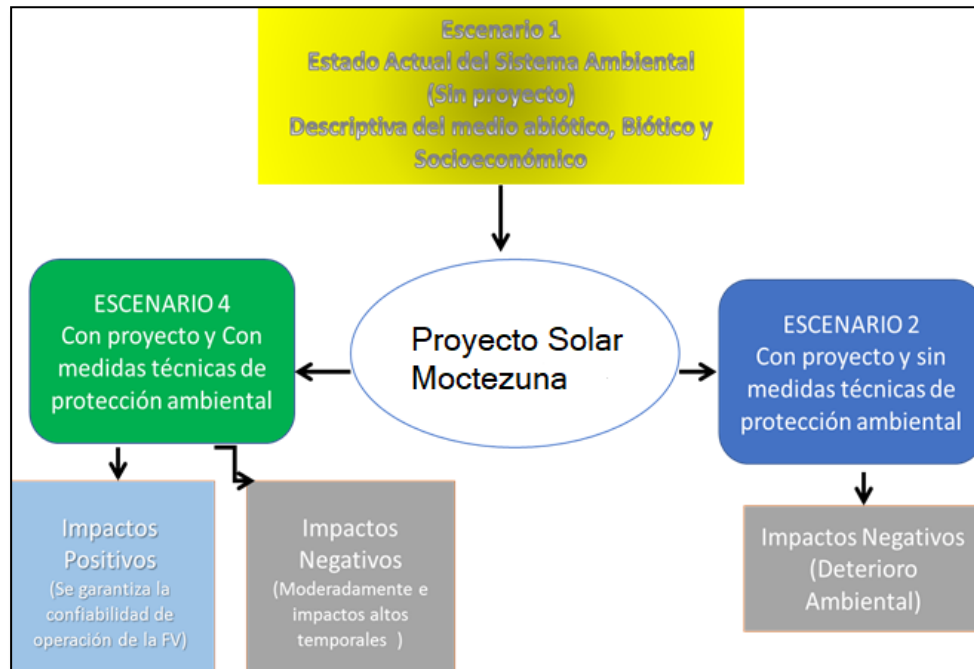 Escenario 1
Estado Actual del Sistema Ambiental
(Sin proyecto)
Descriptiva del medio abiótico, Biótico y
Socioeconómico
ESCENARIO 4
Con proyecto y Con
medidas técnicas de
protección ambiental
Proyecto Solar
Moctezuna
ESCENARIO 2
Con proyecto y sin
medidas técnicas de
protección ambiental
Impactos
Positivos
(Se garantiza la
confiabilidad de
operación de la FV)
Impactos
Negativos
(Moderadamente e
impactos altos
temporales )
Impactos Negativos
(Deterioro
Ambiental)